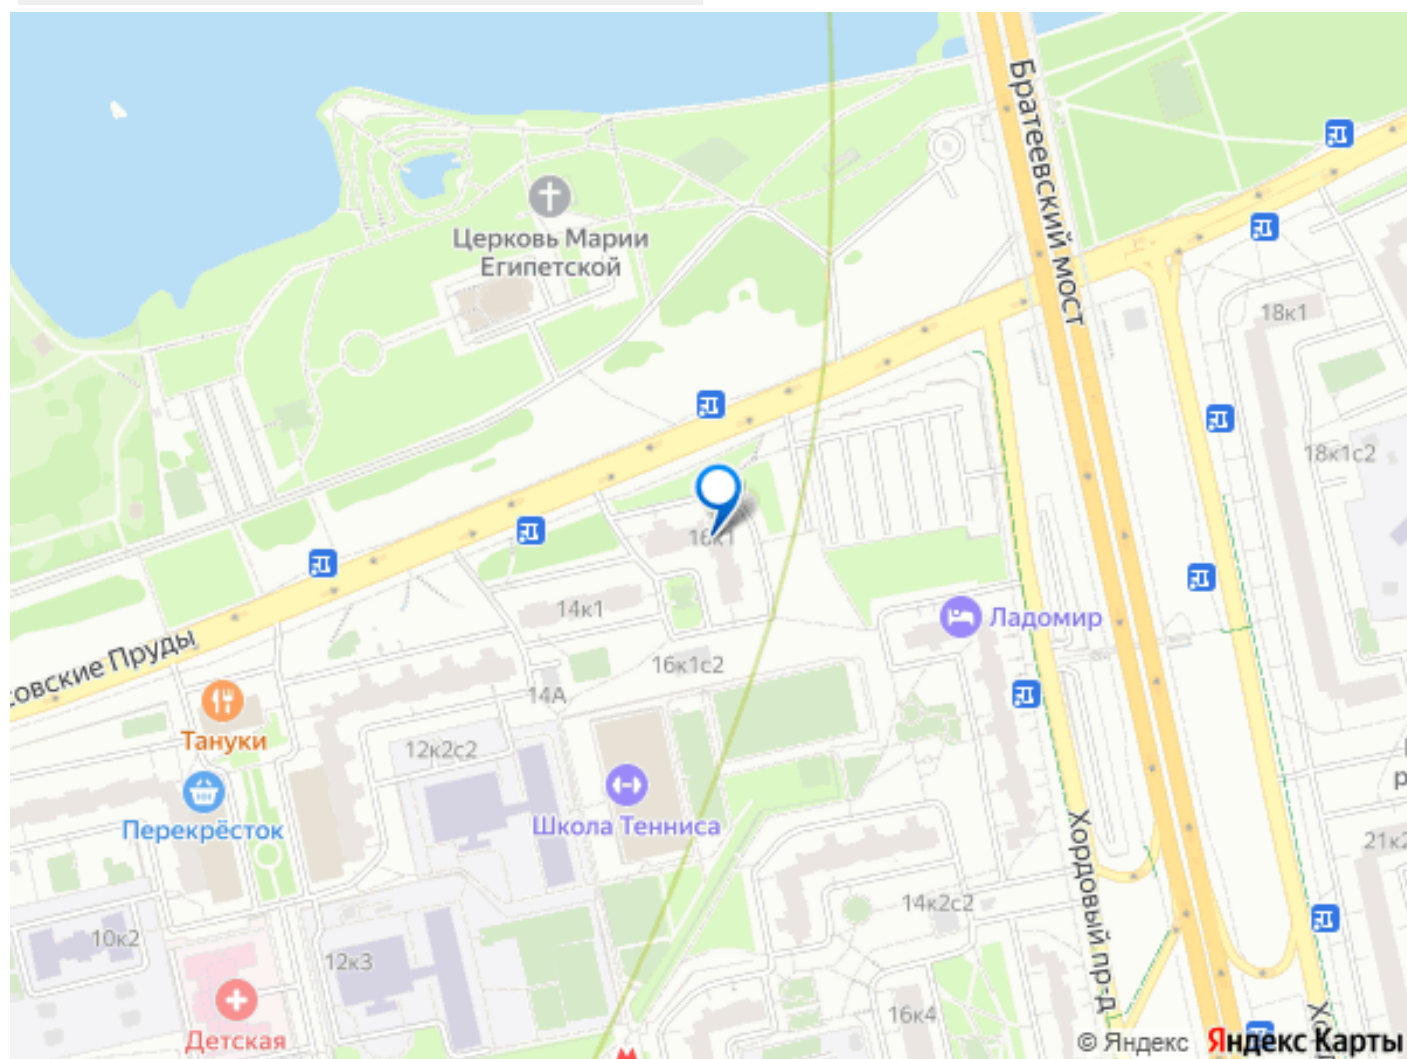 Братеевский мост
Церковь Марии
Египетской
18к1
18к1с2
16к1
14к1
Ладомир
16к1с2
совские Пруды
14А
Тануки
12к2с2
Перекрёсток
Школа Тенниса
Хордовый пр-д
21к2
14к2с2
10к2
12к3
16к4
Детская
© Яндекс Яндекс Карты